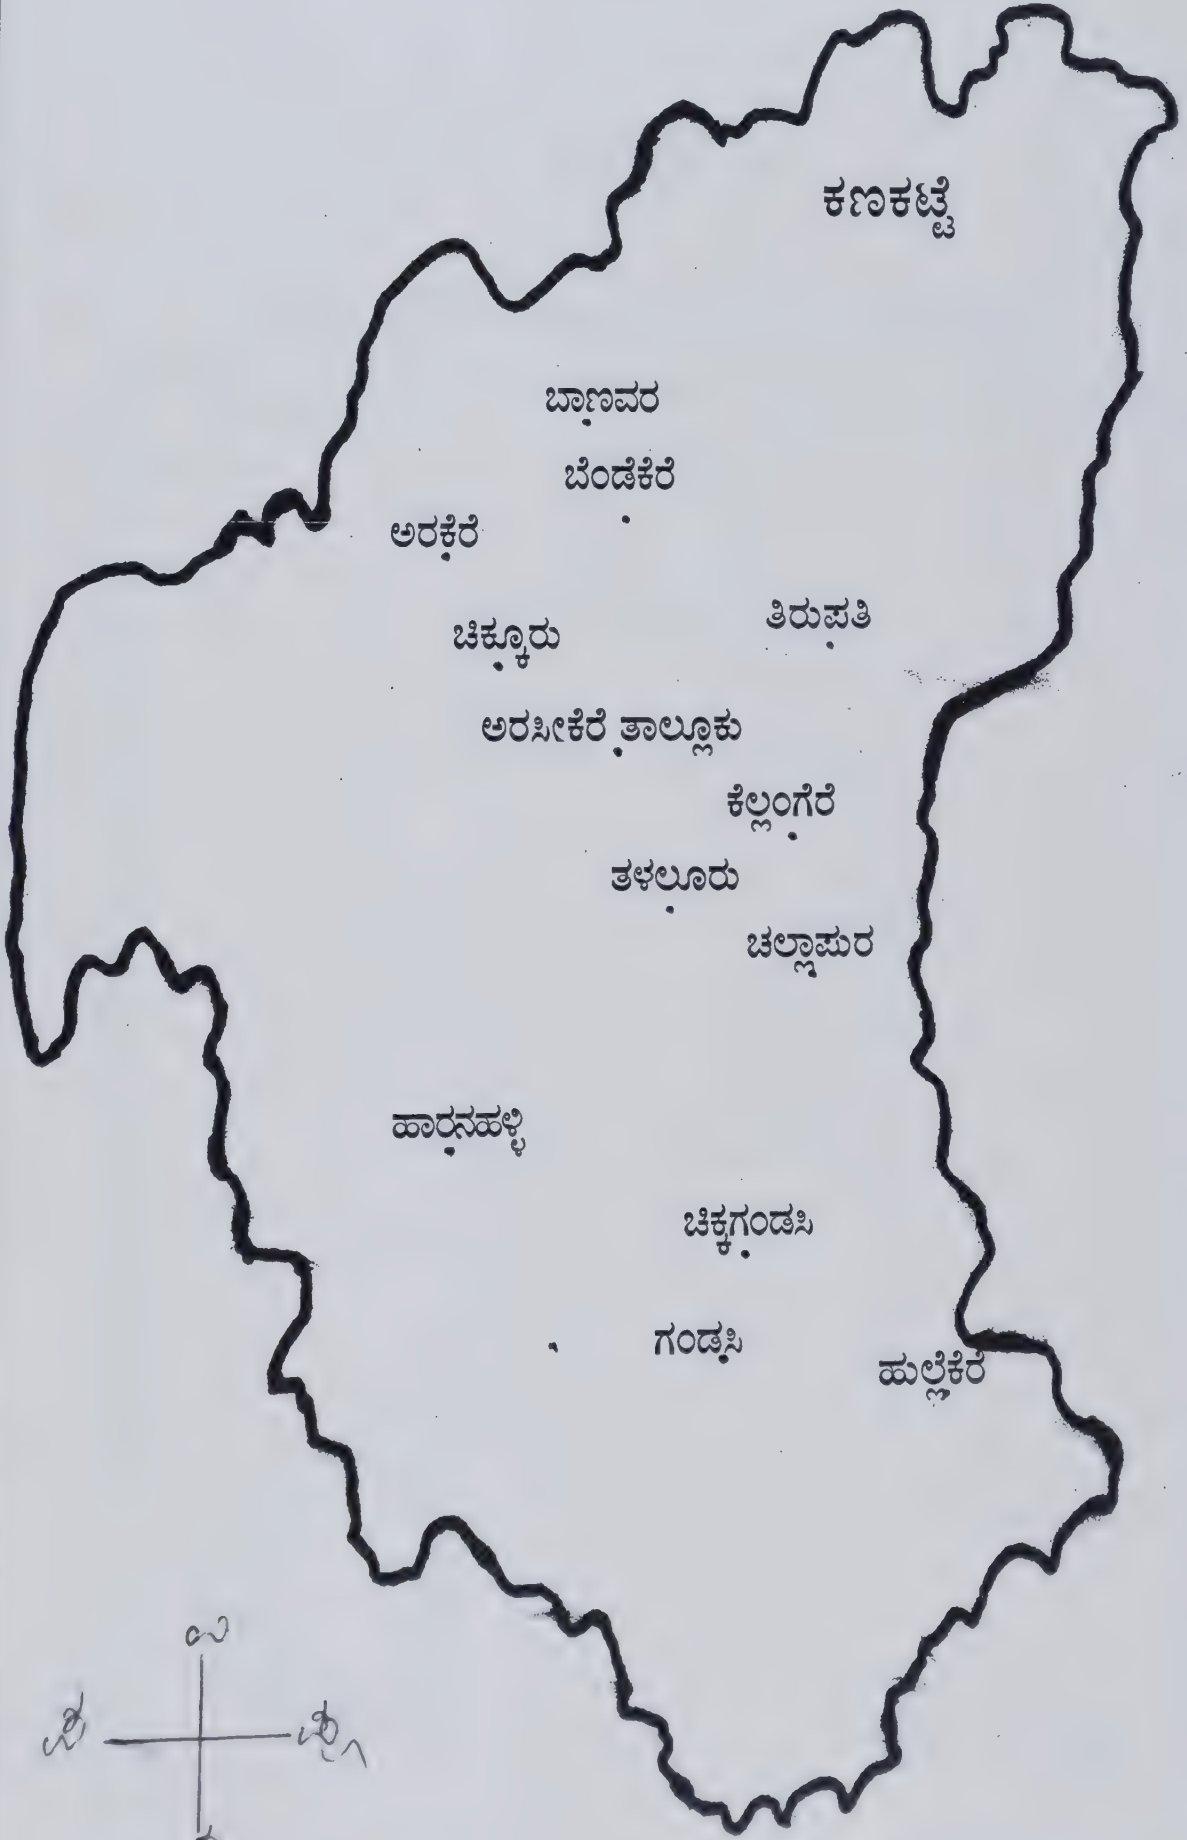 ಕಣಕಟ್ಟೆ
ಬಾಣವರ
ಬೆಂಡೆಕೆರೆ
ಅರಕೆರೆ
ತಿರುಪತಿ
ಚಿಕ್ಕೂರು
ಅರಸೀಕೆರೆ ತಾಲ್ಲೂಕು
ಕೆಲ್ಲಂಗೆರೆ
ತಳಲೂರು
ಚಲ್ಲಾಪುರ
ಹಾರನಹಳ್ಳಿ
ಚಿಕ್ಕಗಂಡಸಿ
ಗಂಡಸಿ
ಹುಲ್ಲೆಕೆರೆ